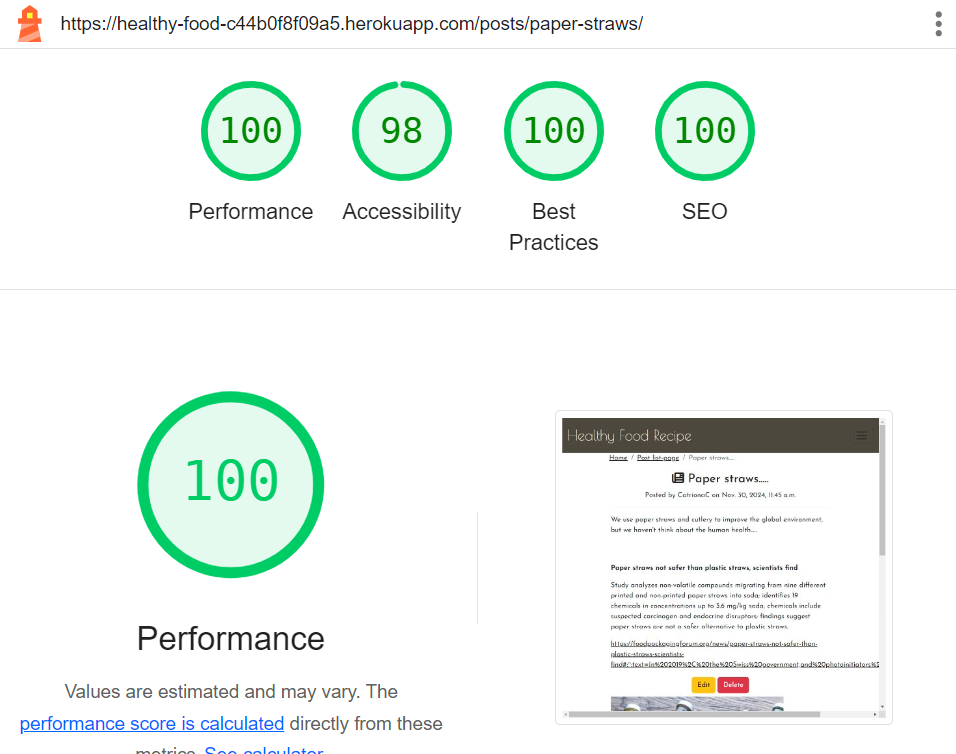 https://healthy-food-c44b0f8f09a5.herokuapp.com/posts/paper-straws/
100
98
100
100
Performance
Accessibility
Best
Practices
SEO
100
Performance
Values are estimated and may vary. The
performance score is calculated directly from these
metrics. See calculator.
Healthy Food Recipe
Home / Post list-page / Paper straws.....
Paper straws.....
Posted by CatrionaC on Nov. 30, 2024, 11:45 a.m.
We use paper straws and cutlery to improve the global environment,
but we haven't think about the human health....
Paper straws not safer than plastic straws, scientists find
Study analyzes non-volatile compounds migrating from nine different
printed and non-printed paper straws into soda; identifies 19
chemicals in concentrations up to 3.6 mg/kg soda; chemicals include
suspected carcinogen and endocrine disruptors; findings suggest
paper straws are not a safer alternative to plastic straws.
https://foodpackagingforum.org/news/paper-straws-not-safer-than-
plastic-straws-scientists-
find#:~:text=In%202019%2C%20the%20Swiss%20government,and%20photoinitiators%2
Edit
Delete